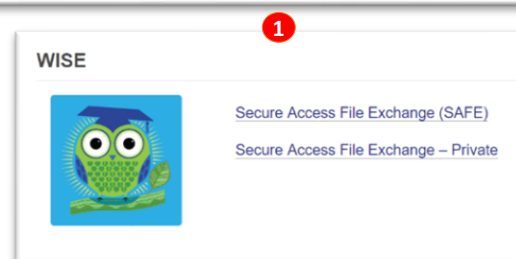 1
WISE
Secure Access File Exchange (SAFE)
Secure Access File Exchange – Private